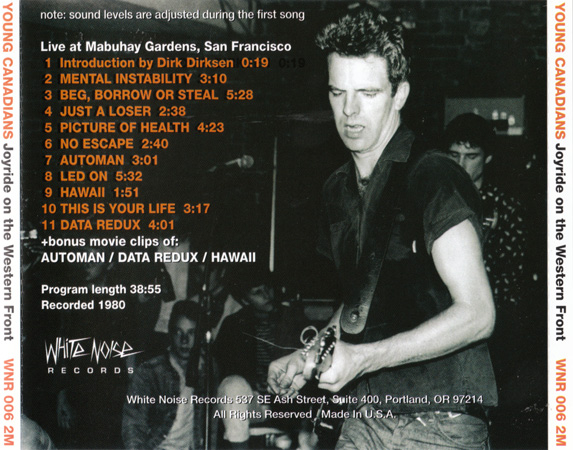 note: sound levels are adjusted during the first song
Live at Mabuhay Gardens, San Francisco
1 Introduction by Dirk Dirksen 0:19 0:19
2 MENTAL INSTABILITY 3:10
3 BEG, BORROW OR STEAL 5:28
4 JUST A LOSER 2:38
5 PICTURE OF HEALTH 4:23
6 NO ESCAPE 2:40
7 AUTOMAN 3:01
8 LED ON 5:32
9 HAWAII 1:51
10 THIS IS YOUR LIFE 3:17
11 DATA REDUX 4:01
+bonus movie clips of:
AUTOMAN / DATA REDUX / HAWAII
Program length 38:55
Recorded 1980
WHITE NOISE
RECORDS
White Noise Records 537 SE Ash Street, Suite 400, Portland, OR 97214
All Rights Reserved Made In U.S.A.
YOUNG CANADIANS Joyride on the Western Front WNR 006 2M
YOUNG CANADIANS Joyride on the Western Front WNR 006 2M